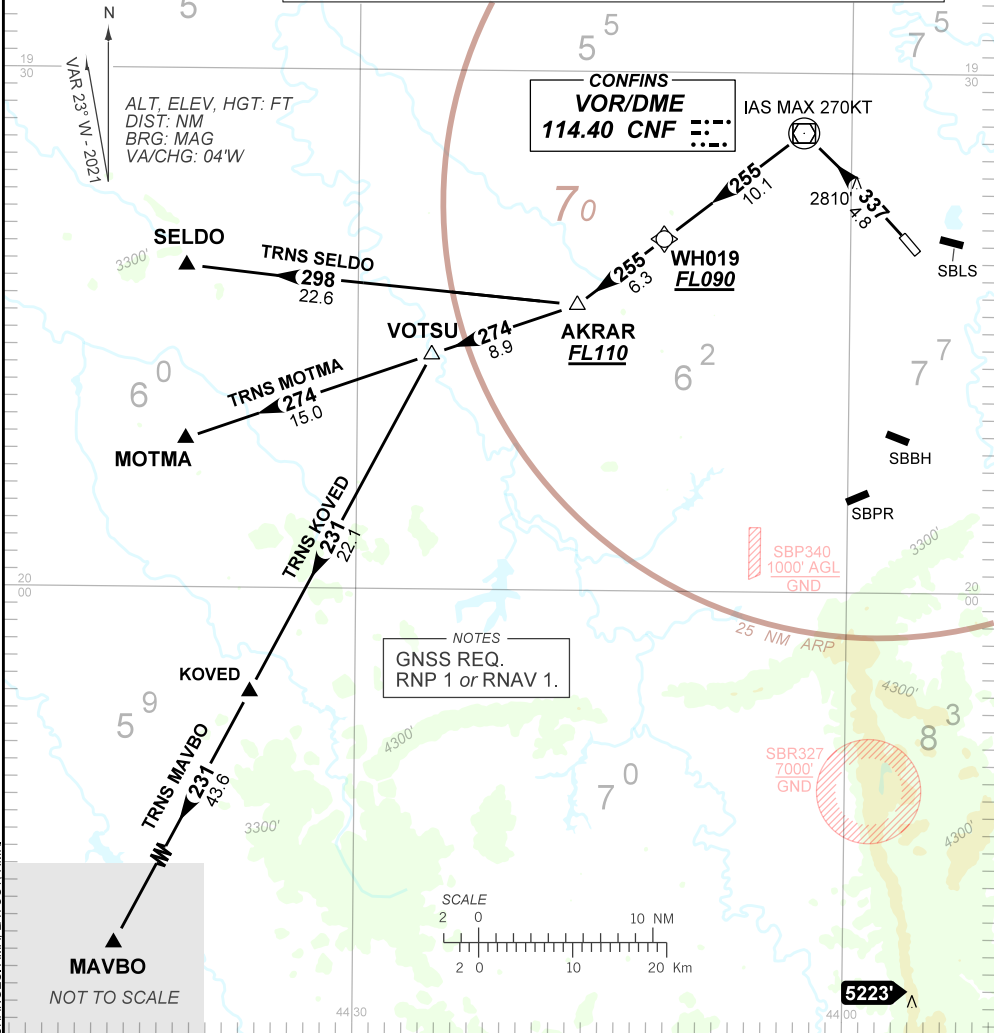 N
VAR 23° W - 2021
ALT, ELEV, HGT: FT
DIST: NM
BRG: MAG
VA/CHG: 04'W
19
30
19
30
5
5 5
7 5
CONFINS
VOR/DME
114.40 CNF
IAS MAX 270KT
255
10.1
2810'
337
4.8
70
SBLS
SELDO
3300'
TRNS SELDO
298
22.6
WH019
FL090
255
6.3
AKRAR
FL110
VOTSU
274
8.9
6 0
6 2
7 7
TRNS MOTMA
274
15.0
MOTMA
SBBH
SBPR
TRNS KOVED
231
22.1
SBP340
1000' AGL
GND
3300'
20
00
20
00
25 NM ARP
NOTES
GNSS REQ.
RNP 1 or RNAV 1.
KOVED
4300'
5 9
8 3
4300'
TRNS MAVBO
231
43.6
SBR327
7000'
GND
7 0
3300'
4300'
SCALE
2 0 10 NM
2 0 10 20 Km
MAVBO
NOT TO SCALE
5223'
44 30
44 00